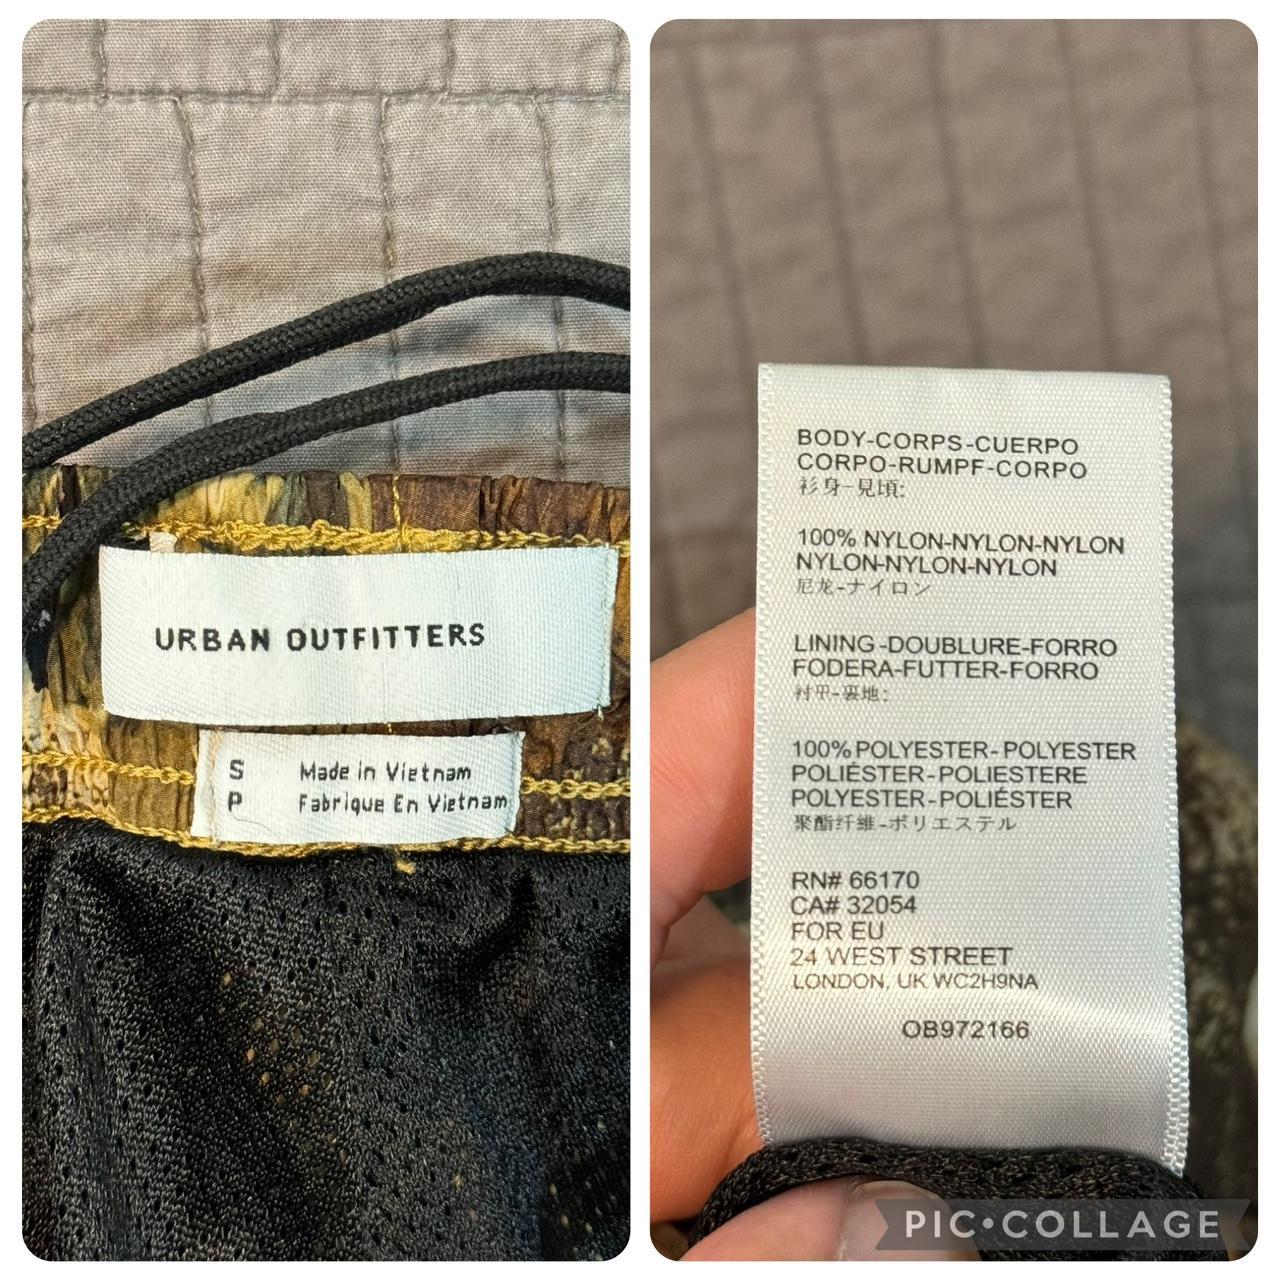 URBAN OUTFITTERS
S Made in Vietnam
P Fabrique En Vietnam
BODY-CORPS-CUERPO
CORPO-RUMPF-CORPO
衫身-見頃:
100% NYLON-NYLON-NYLON
NYLON-NYLON-NYLON
尼龙-ナイロン
LINING-DOUBLURE-FORRO
FODERA-FUTTER-FORRO
衬里-裏地:
100% POLYESTER-POLYESTER
POLIÉSTER-POLIESTERE
POLYESTER-POLIÉSTER
聚酯纤维-ポリエステル
RN# 66170
CA# 32054
FOR EU
24 WEST STREET
LONDON, UK WC2H9NA
OB972166
PIC•COLLAGE